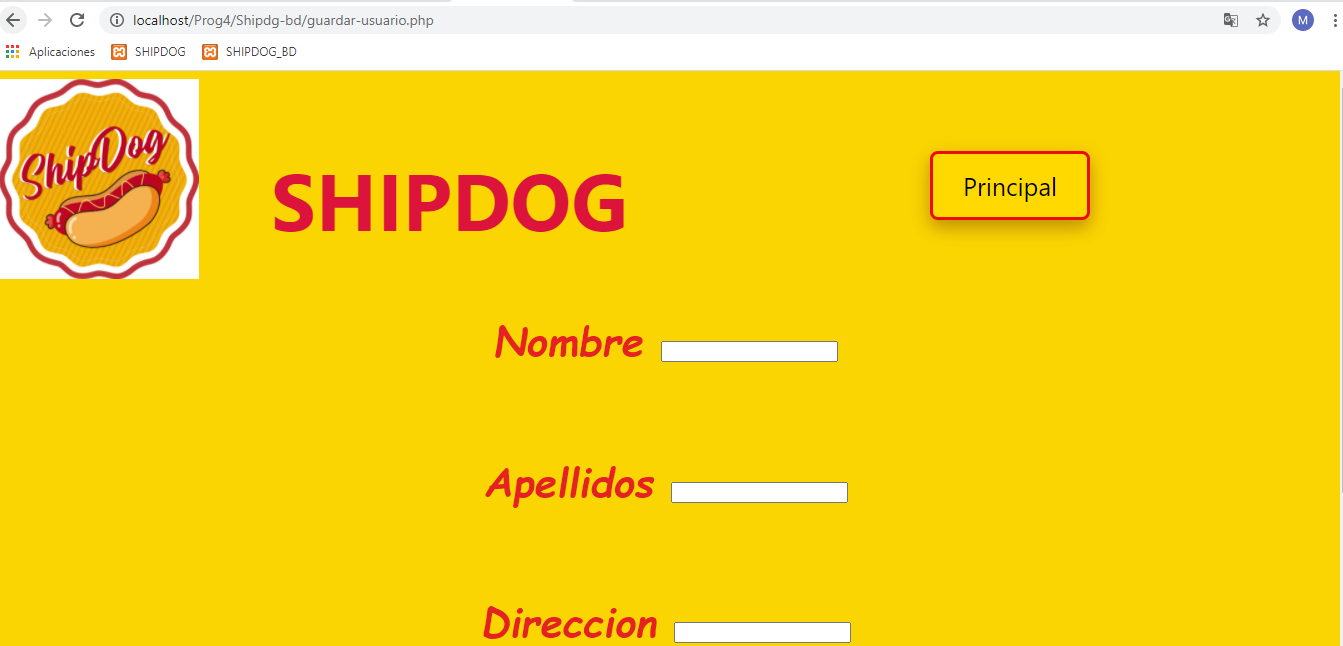 localhost/Prog4/Shipdg-bd/guardar-usuario.php
M
Aplicaciones SHIPDOG SHIPDOG_BD
ShipDog
SHIPDOG
Principal
Nombre
Apellidos
Direccion